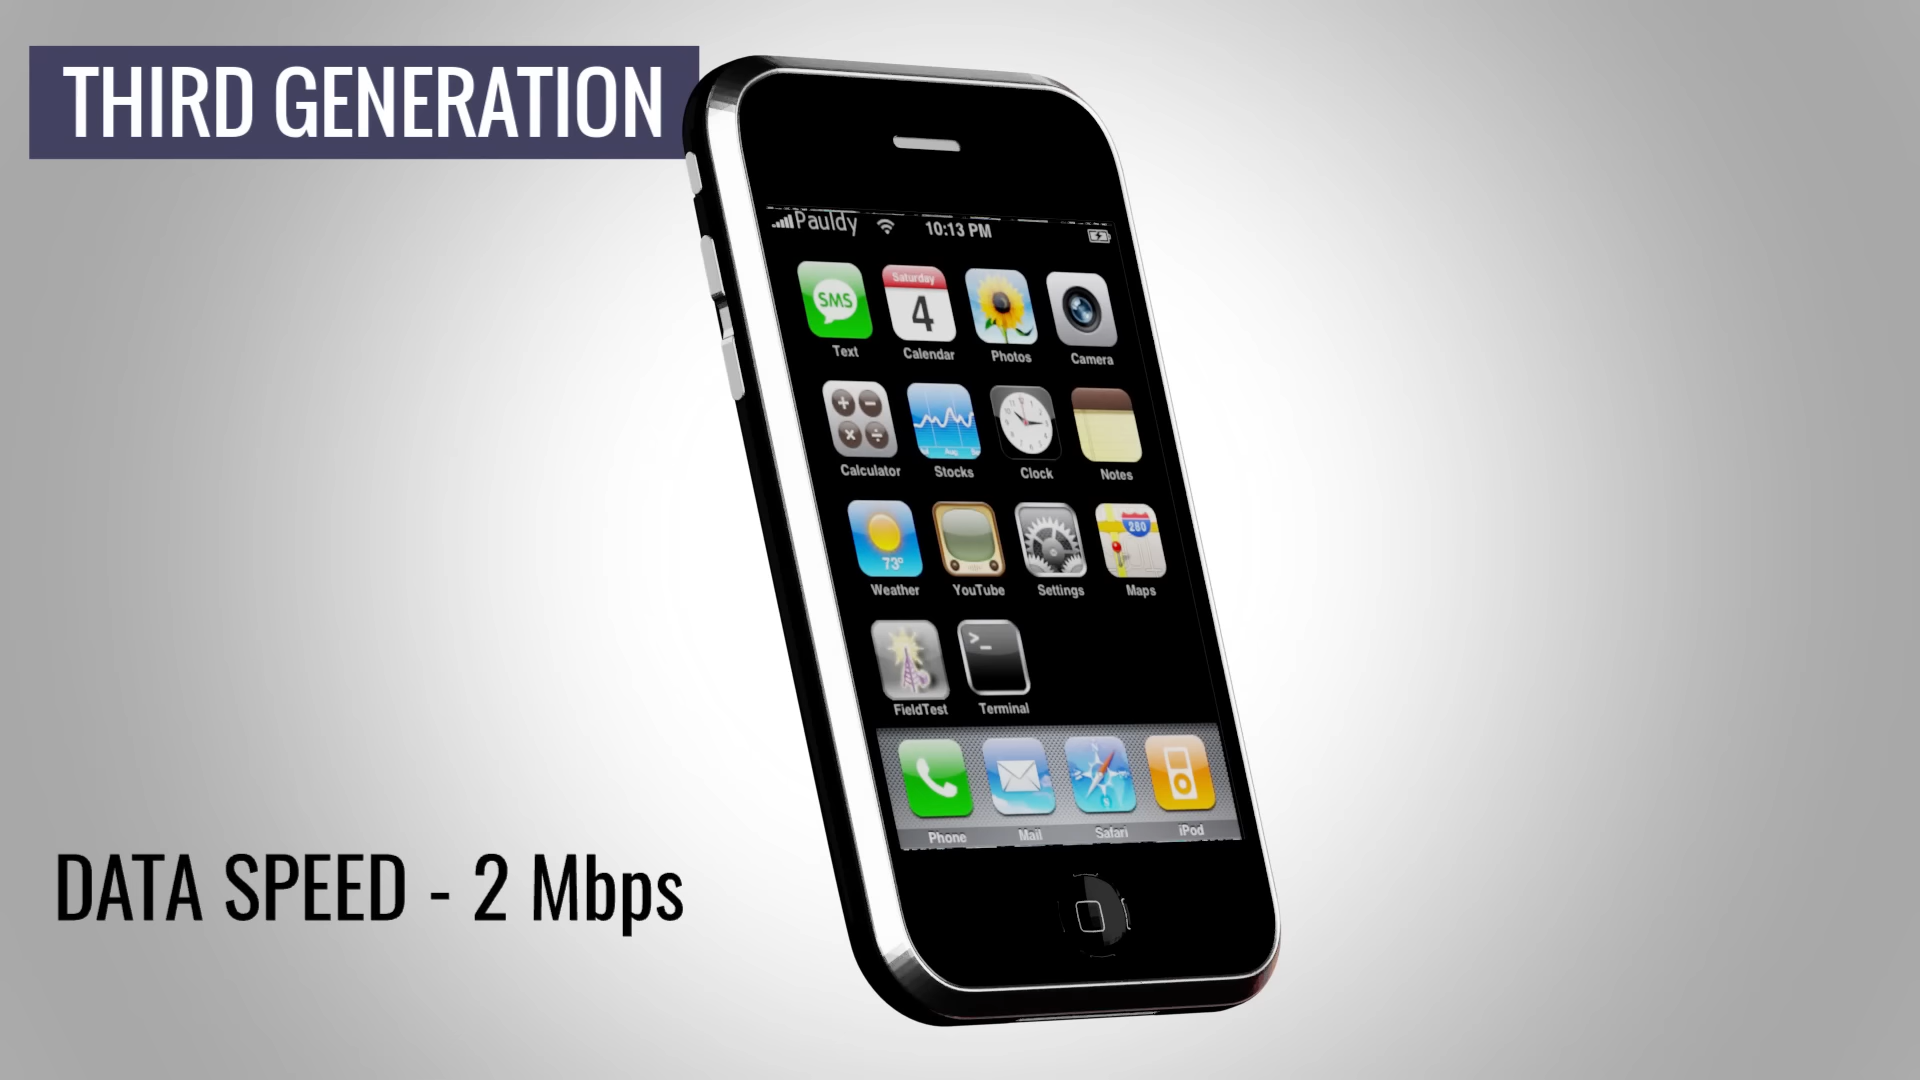 THIRD GENERATION
Pauldy 10:13 PM
SMS
Saturday
4
Text Calendar Photos Camera
Calculator Stocks Clock Notes
73°
280
Weather YouTube Settings Maps
>_
FieldTest Terminal
Phone Mail Safari iPod
DATA SPEED - 2 Mbps